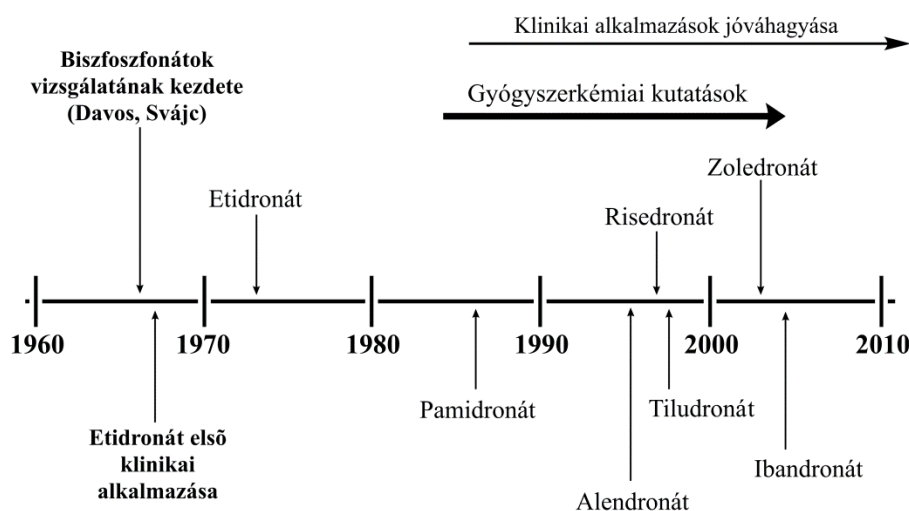 Klinikai alkalmazások jóváhagyása
Biszfoszfonátok
vizsgálatának kezdete
(Davos, Svájc)
Gyógyszerkémiai kutatások
Zoledronát
Etidronát
Risedronát
1960
1970
1980
1990
2000
2010
Pamidronát
Tiludronát
Etidronát elsõ
klinikai
alkalmazása
Ibandronát
Alendronát